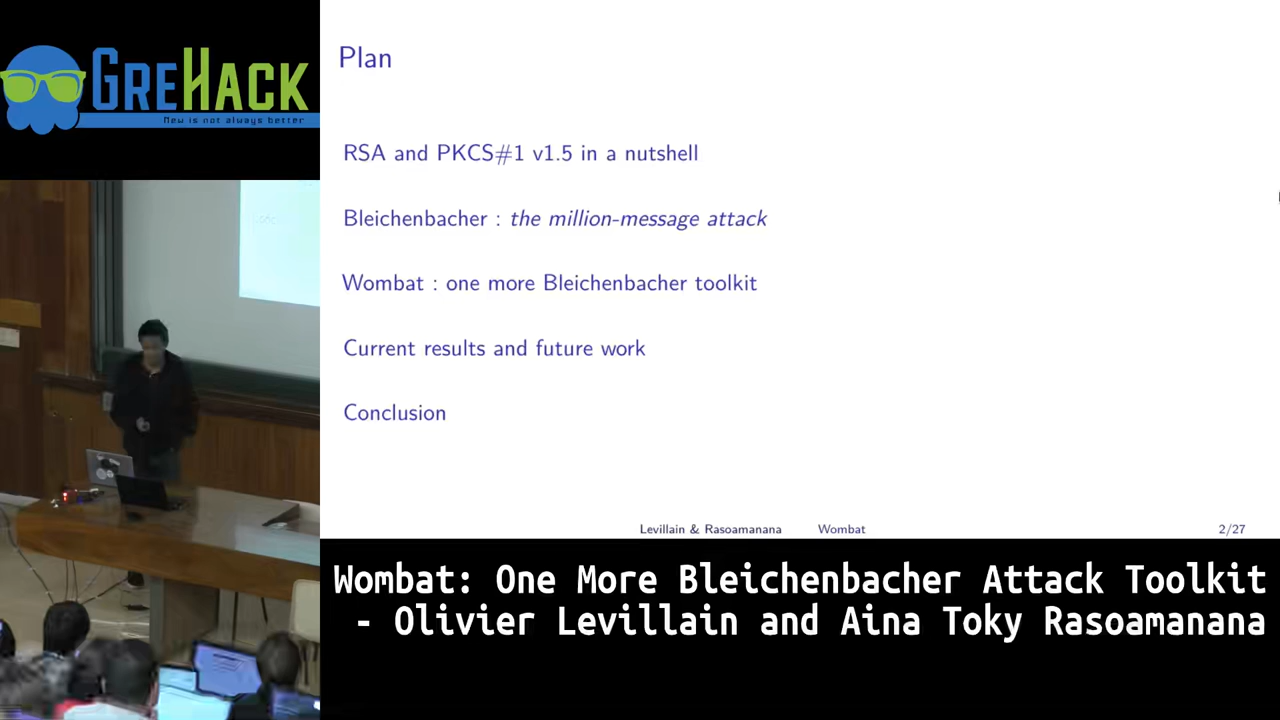 GREHACK
New is not always better
Plan
RSA and PKCS#1 v1.5 in a nutshell
Bleichenbacher : the million-message attack
Wombat : one more Bleichenbacher toolkit
Current results and future work
Conclusion
Levillain & Rasoamanana Wombat 2/27
Wombat: One More Bleichenbacher Attack Toolkit
- Olivier Levillain and Aina Toky Rasoamanana